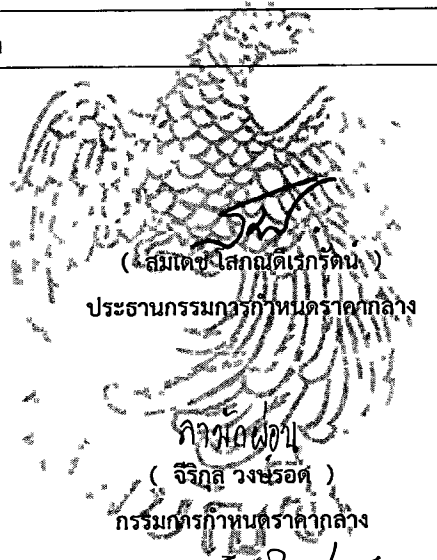 ( สมเดช โสภณดิเรกรัตน์ )
ประธานกรรมการกำหนดราคากลาง
( จีริกุล วงษ์รอด )
กรรมการกำหนดราคากลาง